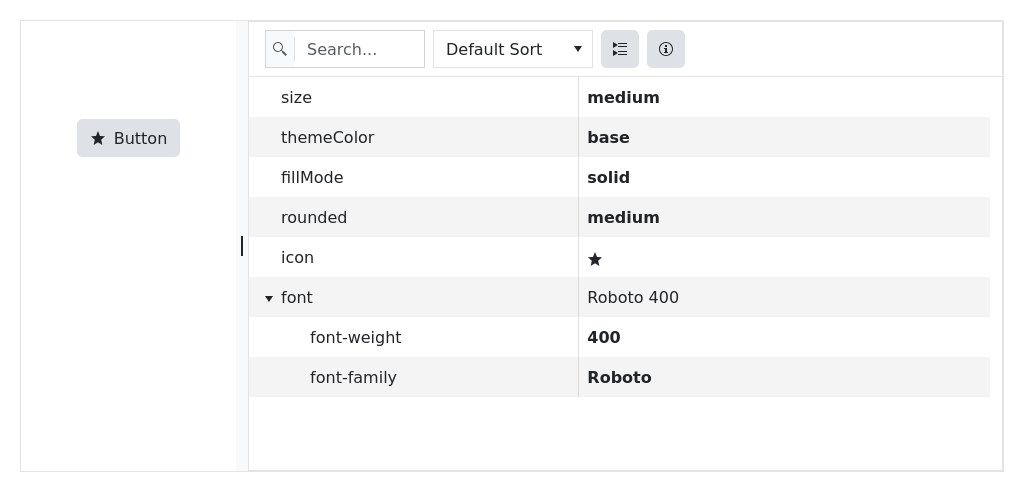 Search...
Default Sort
Button
size medium
themeColor base
fillMode solid
rounded medium
icon
font Roboto 400
font-weight 400
font-family Roboto